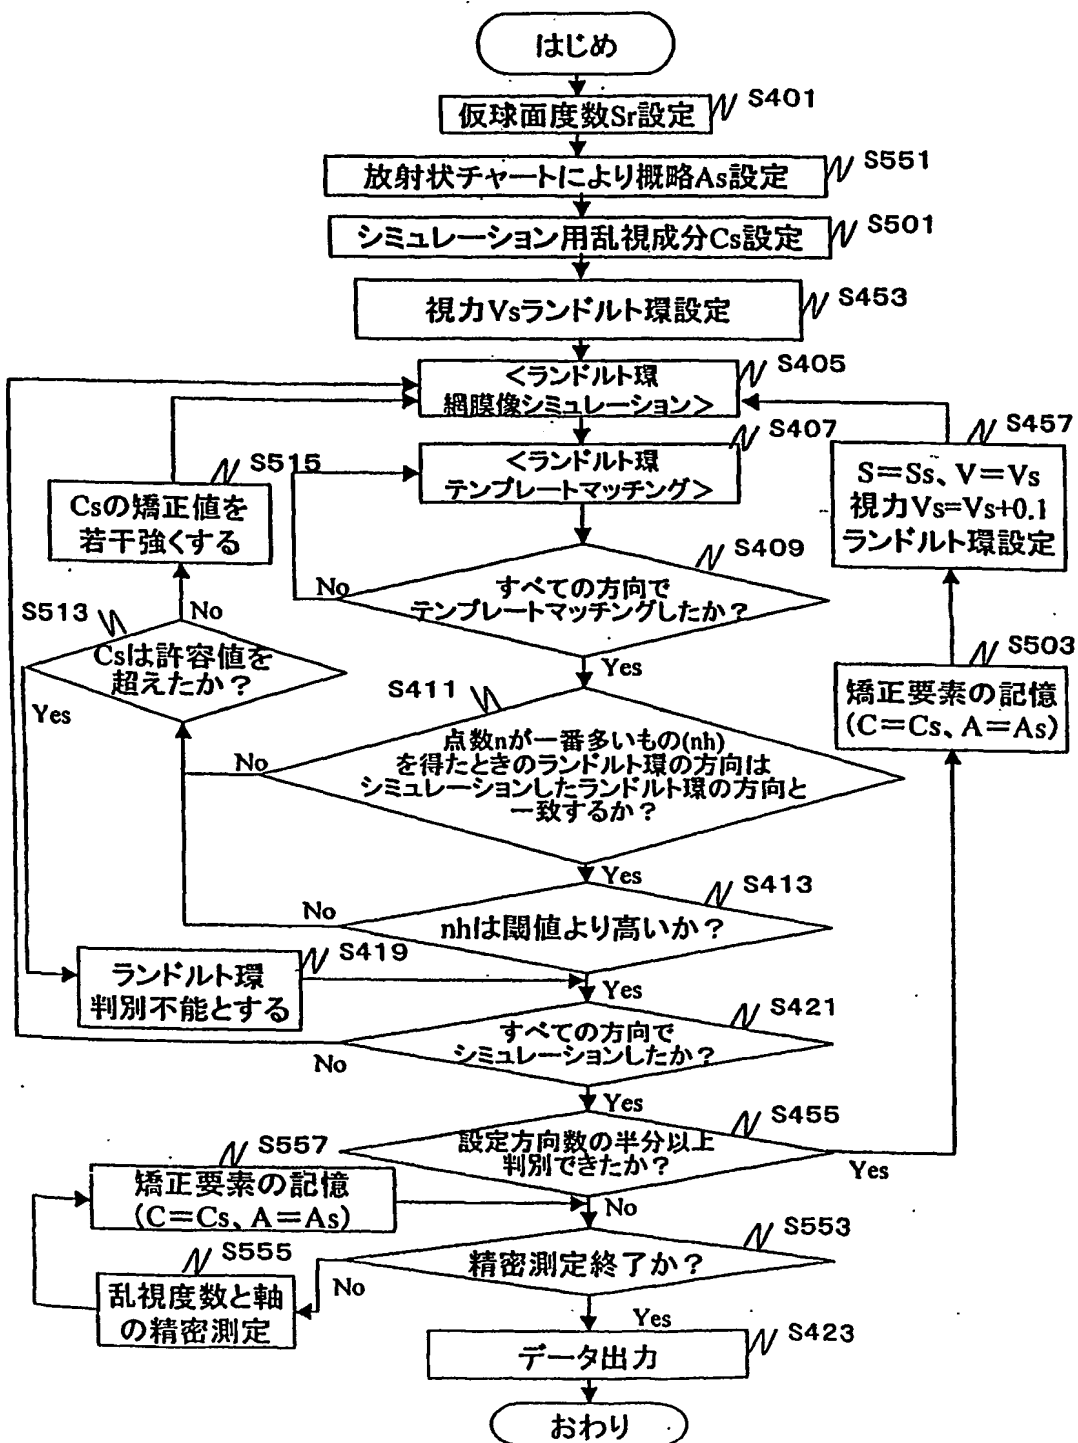 はじめ
S401
仮球面度数Sr設定
S551
放射状チャートにより概略As設定
S501
シミュレーション用乱視成分Cs設定
S453
視力Vsランドルト環設定
S405
<ランドルト環
網膜像シミュレーション>
S407
<ランドルト環
テンプレートマッチング>
S457
S=Ss、V=Vs
視力Vs=Vs+0.1
ランドルト環設定
S515
Csの矯正値を
若干強くする
S409
すべての方向で
テンプレートマッチングしたか？
No
Yes
S513
No
Csは許容値を
超えたか？
Yes
S503
矯正要素の記憶
(C=Cs、A=As)
S411
点数nが一番多いもの(nh)
を得たときのランドルト環の方向は
シミュレーションしたランドルト環の方向と
一致するか？
No
Yes
S413
nhは閾値より高いか？
No
Yes
S419
ランドルト環
判別不能とする
S421
すべての方向で
シミュレーションしたか？
No
Yes
S455
設定方向数の半分以上
判別できたか？
Yes
No
S557
矯正要素の記憶
(C=Cs、A=As)
S553
精密測定終了か？
No
Yes
S555
乱視度数と軸
の精密測定
S423
データ出力
おわり